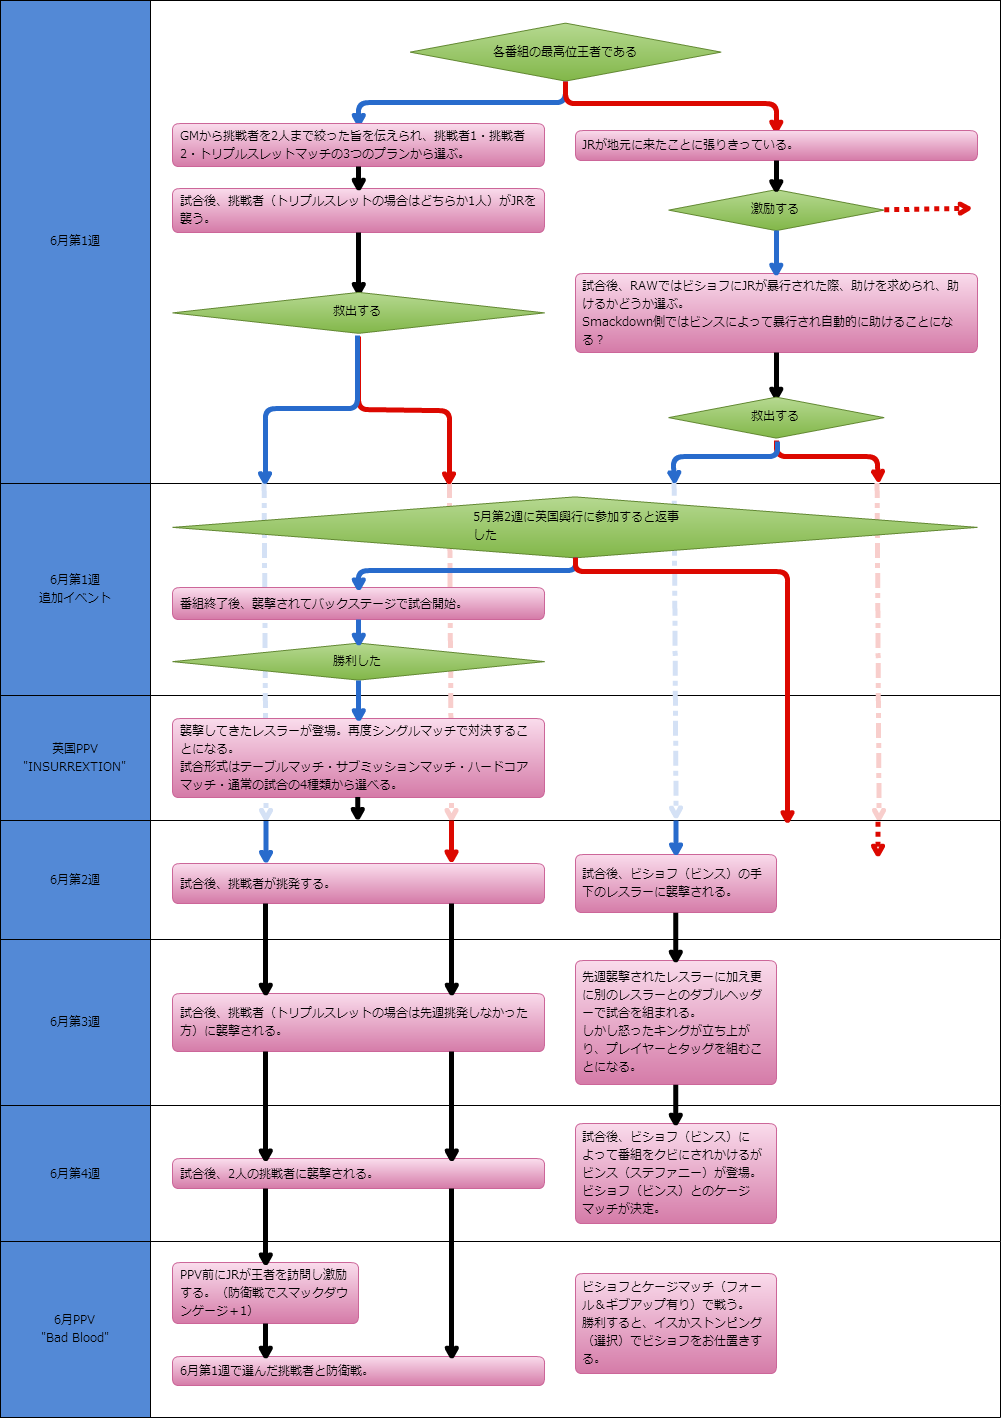 各番組の最高位王者である
6月第1週
GMから挑戦者を2人まで絞った旨を伝えられ、挑戦者1・挑戦者
2・トリプルスレットマッチの3つのプランから選ぶ。
試合後、挑戦者（トリプルスレットの場合はどちらか1人）がJRを
襲う。
救出する
JRが地元に来たことに張りきっている。
激励する
試合後、RAWではビショフにJRが暴行された際、助けを求められ、助
けるかどうか選ぶ。
Smackdown側ではビンスによって暴行され自動的に助けることにな
る？
救出する
6月第1週
追加イベント
5月第2週に英国興行に参加すると返事
した
番組終了後、襲撃されてバックステージで試合開始。
勝利した
英国PPV
"INSURREXTION"
襲撃してきたレスラーが登場。再度シングルマッチで対決するこ
とになる。
試合形式はテーブルマッチ・サブミッションマッチ・ハードコア
マッチ・通常の試合の4種類から選べる。
6月第2週
試合後、挑戦者が挑発する。
試合後、ビショフ（ビンス）の手
下のレスラーに襲撃される。
6月第3週
試合後、挑戦者（トリプルスレットの場合は先週挑発しなかった
方）に襲撃される。
先週襲撃されたレスラーに加え更
に別のレスラーとのダブルヘッダ
ーで試合を組まれる。
しかし怒ったキングが立ち上が
り、プレイヤーとタッグを組むこ
とになる。
6月第4週
試合後、2人の挑戦者に襲撃される。
試合後、ビショフ（ビンス）に
よって番組をクビにされかけるが
ビンス（ステファニー）が登場。
ビショフ（ビンス）とのケージ
マッチが決定。
6月PPV
"Bad Blood"
PPV前にJRが王者を訪問し激励
する。（防衛戦でスマックダウ
ンゲージ＋1）
6月第1週で選んだ挑戦者と防衛戦。
ビショフとケージマッチ（フォー
ル＆ギブアップ有り）で戦う。
勝利すると、イスかストンピング
（選択）でビショフをお仕置きす
る。